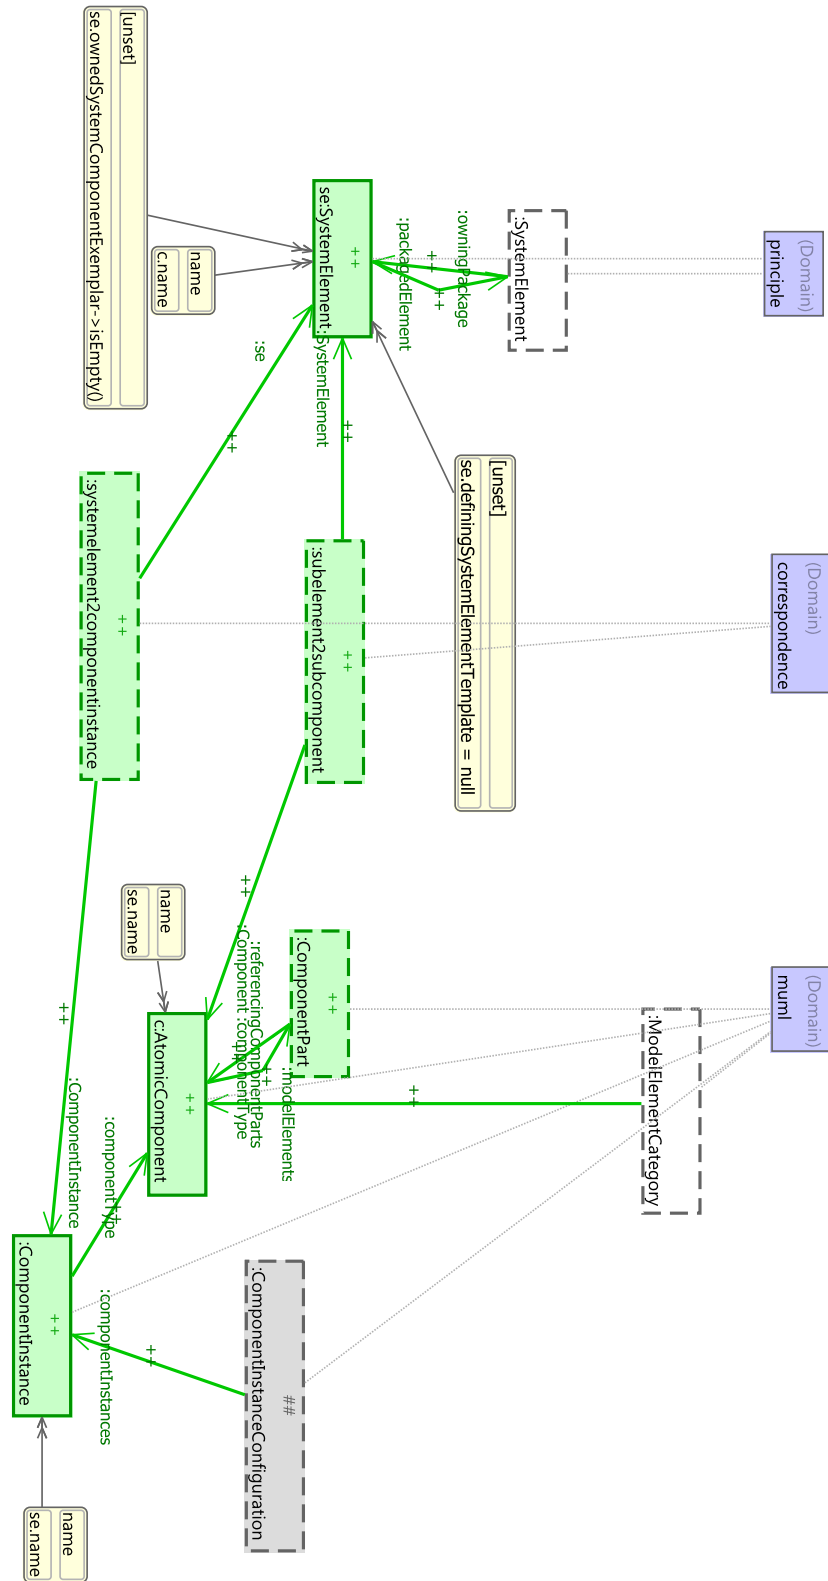 (Domain)
principle
(Domain)
correspondence
(Domain)
muml
:SystemElement
:owningPackage
++
++
:packagedElement
++
se:SystemElement:SystemElement
name
c.name
[unset]
se.ownedSystemComponentExemplar->isEmpty()
[unset]
se.definingSystemElementTemplate = null
:se
++
++
++
:subelement2subcomponent
++
:systemelement2componentinstance
++
++
:ComponentInstance
:ModelElementCategory
++
:modelElements
++
:ComponentPart
++
++
:referencingComponentParts
:componentType
:Component
name
se.name
++
c:AtomicComponent
:componentType
++
##
:ComponentInstanceConfiguration
++
:componentInstances
++
:ComponentInstance
name
se.name